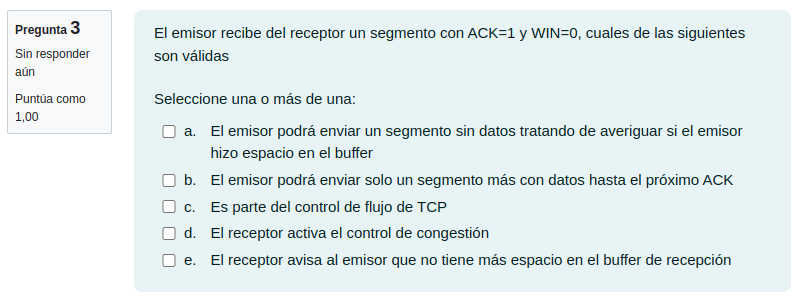 Pregunta 3
Sin responder
aún
Puntúa como
1,00
El emisor recibe del receptor un segmento con ACK=1 y WIN=0, cuales de las siguientes
son válidas
Seleccione una o más de una:
a. El emisor podrá enviar un segmento sin datos tratando de averiguar si el emisor
hizo espacio en el buffer
b. El emisor podrá enviar solo un segmento más con datos hasta el próximo ACK
c. Es parte del control de flujo de TCP
d. El receptor activa el control de congestión
e. El receptor avisa al emisor que no tiene más espacio en el buffer de recepción